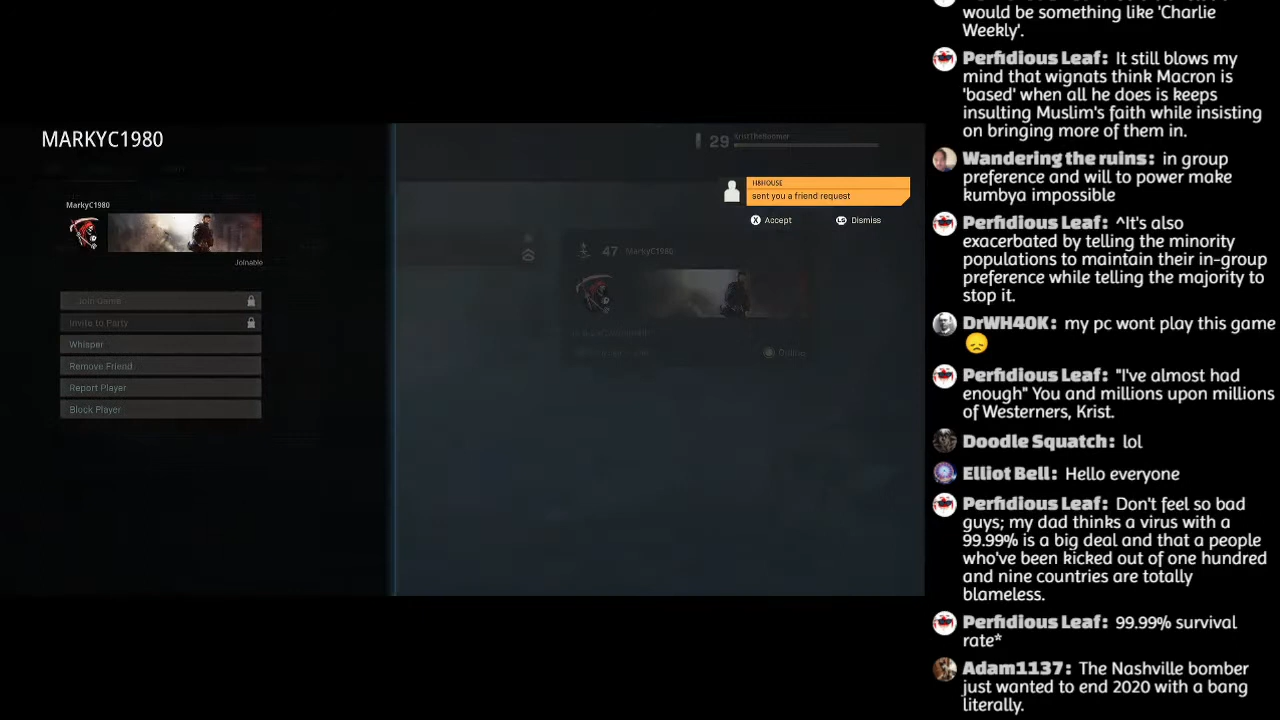 MARKYC1980
MarkyC1980
Joinable
Join Game
Invite to Party
Whisper
Remove Friend
Report Player
Block Player
29
KristTheBoomer
H8HOUSE
sent you a friend request
X Accept
LS Dismiss
47 MarkyC1980
Online
would be something like 'Charlie
Weekly'.
Perfidious Leaf: It still blows my
mind that wignats think Macron is
'based' when all he does is keeps
insulting Muslim's faith while insisting
on bringing more of them in.
Wandering the ruins: in group
preference and will to power make
kumbya impossible
Perfidious Leaf: ^It's also
exacerbated by telling the minority
populations to maintain their in-group
preference while telling the majority to
stop it.
DrWH40K: my pc wont play this game
😞
Perfidious Leaf: "I've almost had
enough" You and millions upon millions
of Westerners, Krist.
Doodle Squatch: lol
Elliot Bell: Hello everyone
Perfidious Leaf: Don't feel so bad
guys; my dad thinks a virus with a
99.99% is a big deal and that a people
who've been kicked out of one hundred
and nine countries are totally
blameless.
Perfidious Leaf: 99.99% survival
rate*
Adam1137: The Nashville bomber
just wanted to end 2020 with a bang
literally.